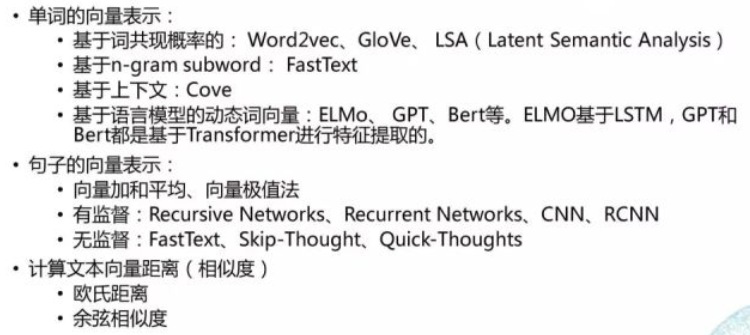 • 单词的向量表示：
• 基于词共现概率的： Word2vec、GloVe、 LSA（ Latent Semantic Analysis）
• 基于n-gram subword： FastText
• 基于上下文：Cove
• 基于语言模型的动态词向量：ELMo、 GPT、Bert等。ELMO基于LSTM，GPT和
Bert都是基于Transformer进行特征提取的。
• 句子的向量表示：
• 向量加和平均、向量极值法
• 有监督：Recursive Networks、Recurrent Networks、CNN、RCNN
• 无监督：FastText、Skip-Thought、Quick-Thoughts
• 计算文本向量距离（相似度）
• 欧氏距离
• 余弦相似度